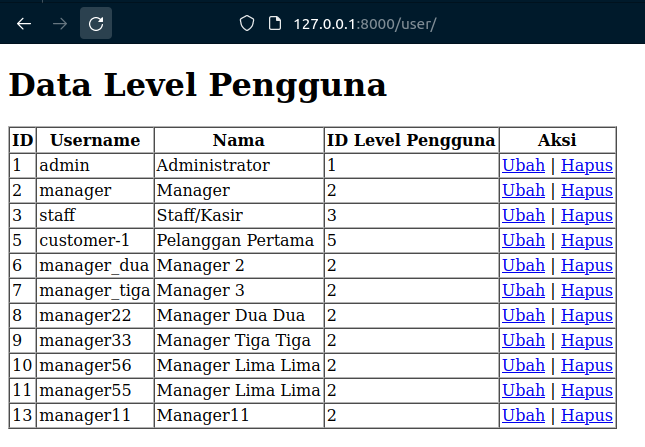 127.0.0.1:8000/user/
Data Level Pengguna
ID Username Nama ID Level Pengguna Aksi
1 admin Administrator 1 Ubah | Hapus
2 manager Manager 2 Ubah | Hapus
3 staff Staff/Kasir 3 Ubah | Hapus
5 customer-1 Pelanggan Pertama 5 Ubah | Hapus
6 manager_dua Manager 2 2 Ubah | Hapus
7 manager_tiga Manager 3 2 Ubah | Hapus
8 manager22 Manager Dua Dua 2 Ubah | Hapus
9 manager33 Manager Tiga Tiga 2 Ubah | Hapus
10 manager56 Manager Lima Lima 2 Ubah | Hapus
11 manager55 Manager Lima Lima 2 Ubah | Hapus
13 manager11 Manager11 2 Ubah | Hapus